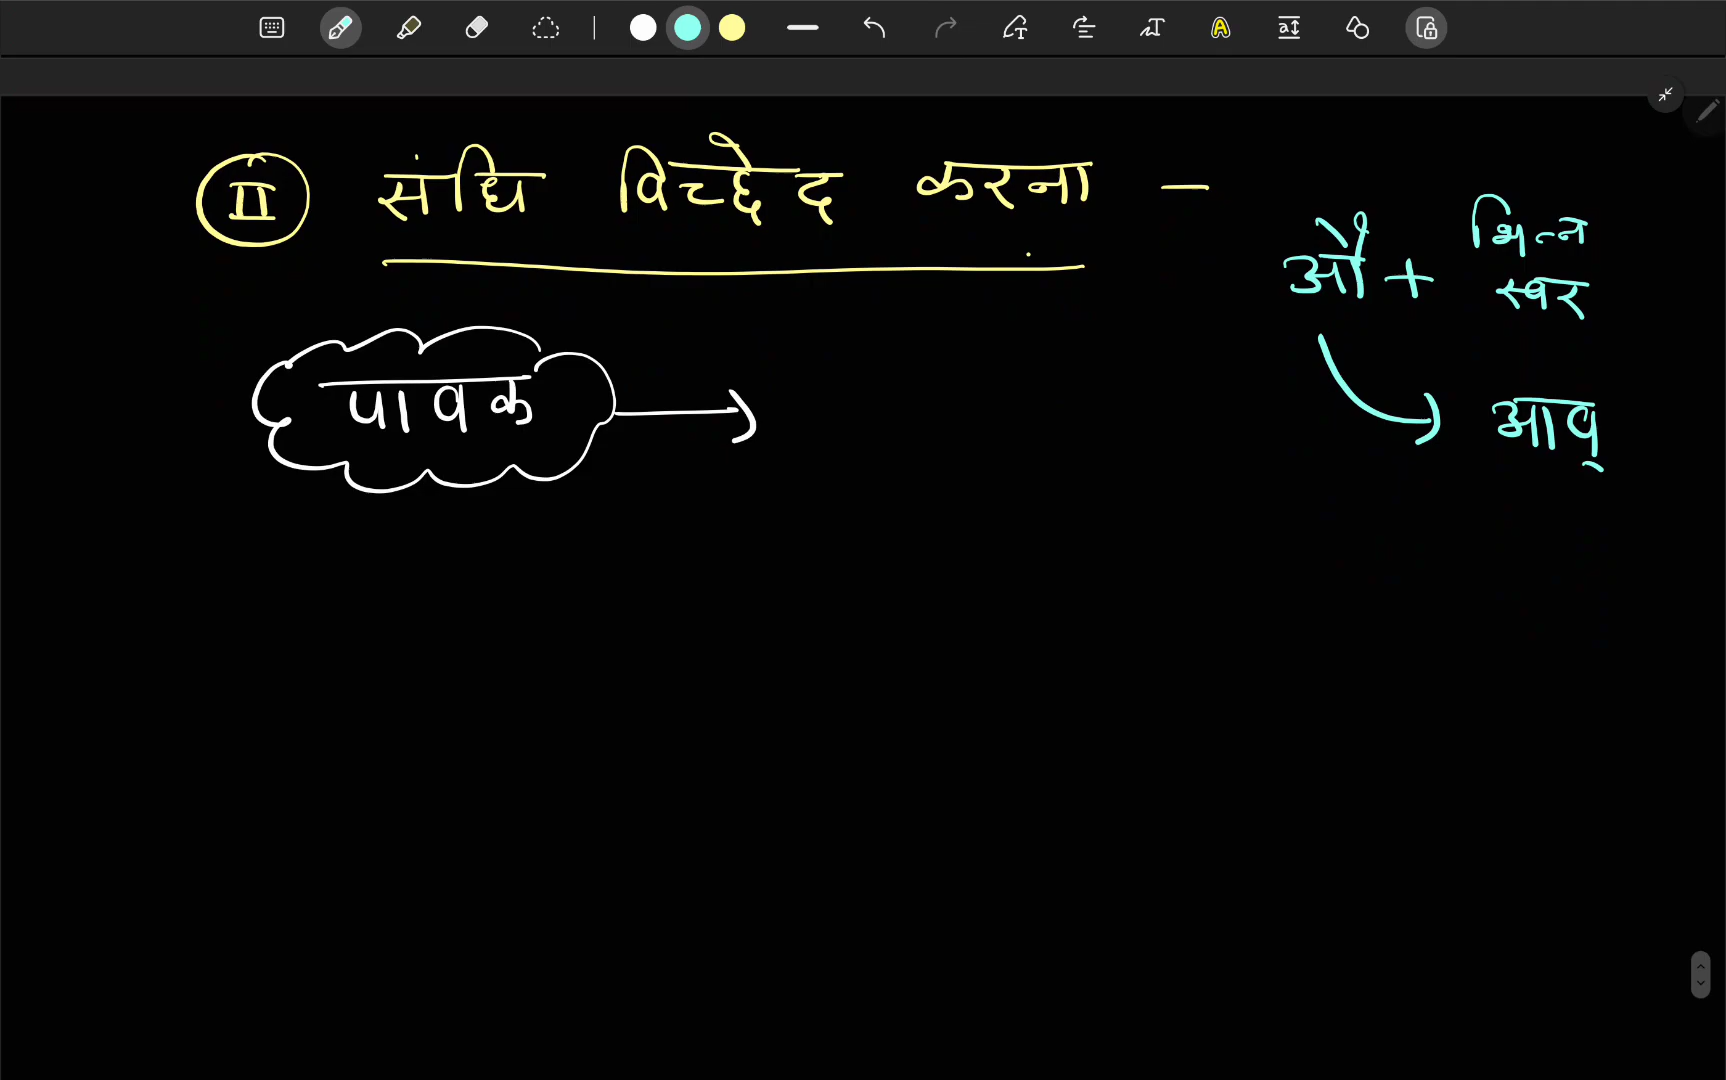 II संधि विच्छेद करना –
औ + भिन्न स्वर
पावक →
आव्